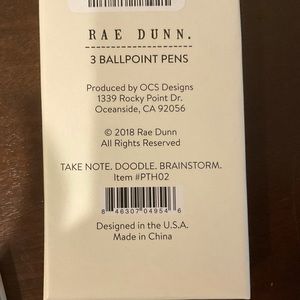 RAE DUNN.
3 BALLPOINT PENS
Produced by OCS Designs
1339 Rocky Point Dr.
Oceanside, CA 92056
© 2018 Rae Dunn
All Rights Reserved
TAKE NOTE. DOODLE. BRAINSTORM.
Item #PTH02
8 46307 04954 6
Designed in the U.S.A.
Made in China